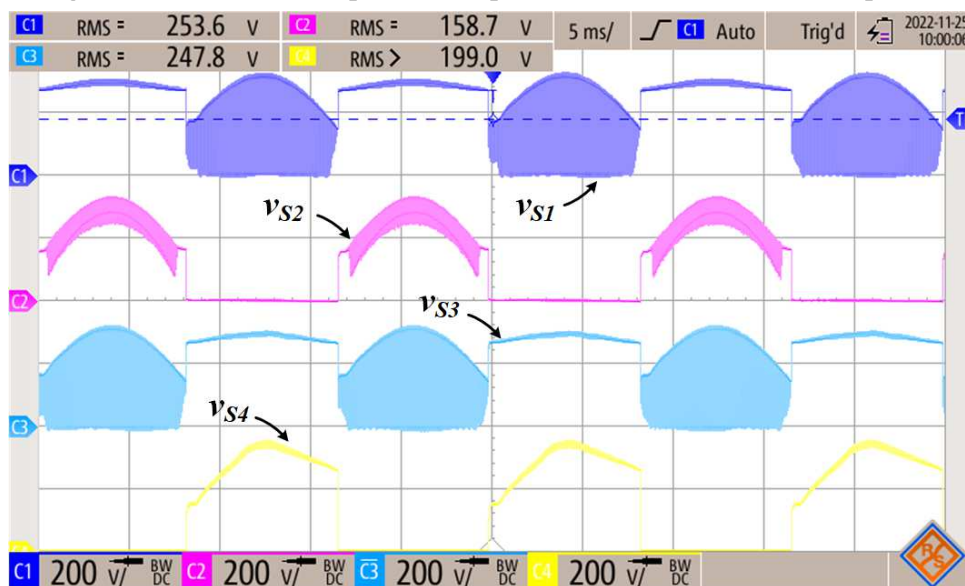 C1 RMS = 253.6 V C2 RMS = 158.7 V 5 ms/ C1 Auto Trig'd 2022-11-25
C3 RMS = 247.8 V C4 RMS > 199.0 V 10:00:06
T
C1
vS2
vS1
C2
vS3
vS4
C3
C4
C1 200 V/ BW DC C2 200 V/ BW DC C3 200 V/ BW DC C4 200 V/ BW DC
R S